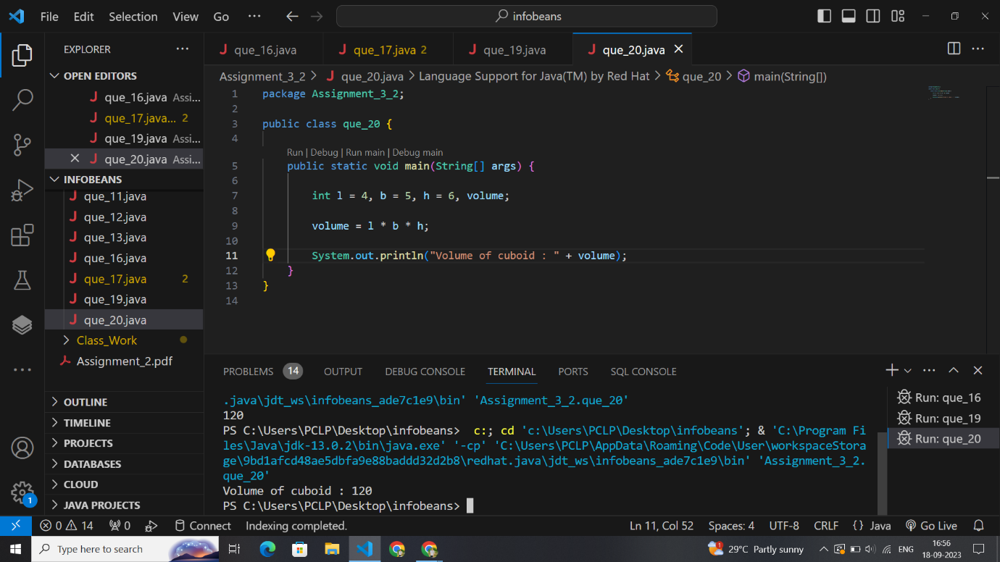 File Edit Selection View Go ··· infobeans
EXPLORER
OPEN EDITORS
que_16.java Assi...
que_17.java... 2
que_19.java Assi...
que_20.java Assi...
INFOBEANS
que_11.java
que_12.java
que_13.java
que_16.java
que_17.java 2
que_19.java
que_20.java
Class_Work
Assignment_2.pdf
OUTLINE
TIMELINE
PROJECTS
DATABASES
CLOUD
JAVA PROJECTS
1
que_16.java que_17.java 2 que_19.java que_20.java
Assignment_3_2 > que_20.java > Language Support for Java(TM) by Red Hat > que_20 > main(String[])
1 package Assignment_3_2;
2
3 public class que_20 {
4
Run | Debug | Run main | Debug main
5 public static void main(String[] args) {
6
7 int l = 4, b = 5, h = 6, volume;
8
9 volume = l * b * h;
10
11 System.out.println("Volume of cuboid : " + volume);
12 }
13 }
14
PROBLEMS 14 OUTPUT DEBUG CONSOLE TERMINAL PORTS SQL CONSOLE
.java\jdt_ws\infobeans_ade7c1e9\bin' 'Assignment_3_2.que_20'
120
PS C:\Users\PCLP\Desktop\infobeans> c:; cd 'c:\Users\PCLP\Desktop\infobeans'; & 'C:\Program Fi
les\Java\jdk-13.0.2\bin\java.exe' '-cp' 'C:\Users\PCLP\AppData\Roaming\Code\User\workspaceStora
ge\9bd1afcd48ae5dbfa9e88baddd32d2b8\redhat.java\jdt_ws\infobeans_ade7c1e9\bin' 'Assignment_3_2.
que_20'
Volume of cuboid : 120
PS C:\Users\PCLP\Desktop\infobeans>
Run: que_16
Run: que_19
Run: que_20
0 14 0 Connect Indexing completed. Ln 11, Col 52 Spaces: 4 UTF-8 CRLF {} Java Go Live
Type here to search 1 29°C Partly sunny ENG 16:56
18-09-2023